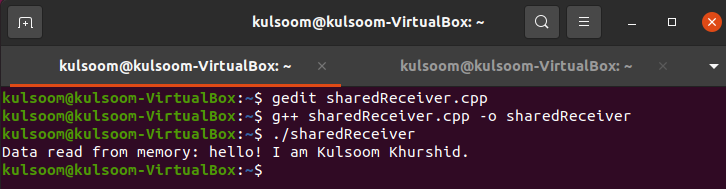 kulsoom@kulsoom-VirtualBox: ~
kulsoom@kulsoom-VirtualBox: ~ kulsoom@kulsoom-VirtualBox: ~
kulsoom@kulsoom-VirtualBox:~$ gedit sharedReceiver.cpp
kulsoom@kulsoom-VirtualBox:~$ g++ sharedReceiver.cpp -o sharedReceiver
kulsoom@kulsoom-VirtualBox:~$ ./sharedReceiver
Data read from memory: hello! I am Kulsoom Khurshid.
kulsoom@kulsoom-VirtualBox:~$